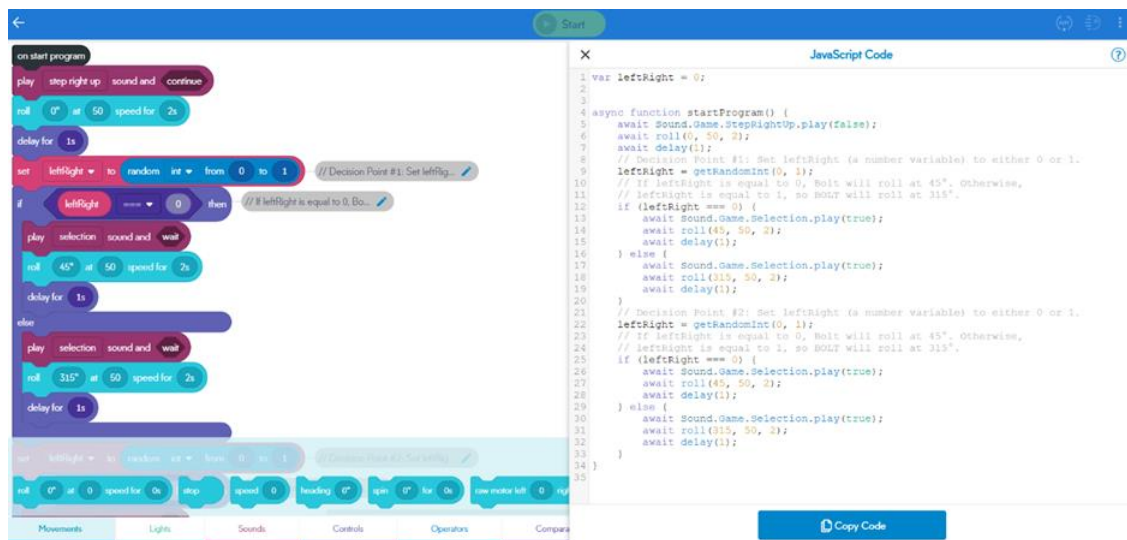 Start
on start program
play step right up sound and continue
roll 0° at 50 speed for 2s
delay for 1s
set leftRight to random int from 0 to 1 // Decision Point #1: Set leftRig...
if leftRight === 0 then // If leftRight is equal to 0, Bo...
play selection sound and wait
roll 45° at 50 speed for 2s
delay for 1s
else
play selection sound and wait
roll 315° at 50 speed for 2s
delay for 1s
set leftRight to random int from 0 to 1 // Decision Point #2: Set leftRig...
roll 0° at 0 speed for 0s stop speed 0 heading 0° spin 0° for 0s raw motor left 0
Movements Lights Sounds Controls Operators Compara
JavaScript Code
1 var leftRight = 0;
2
3
4 async function startProgram() {
5 await Sound.Game.StepRightUp.play(false);
6 await roll(0, 50, 2);
7 await delay(1);
8 // Decision Point #1: Set leftRight (a number variable) to either 0 or 1.
9 leftRight = getRandomInt(0, 1);
10 // If leftRight is equal to 0, Bolt will roll at 45°. Otherwise,
11 // leftRight is equal to 1, so BOLT will roll at 315°.
12 if (leftRight === 0) {
13 await Sound.Game.Selection.play(true);
14 await roll(45, 50, 2);
15 await delay(1);
16 } else {
17 await Sound.Game.Selection.play(true);
18 await roll(315, 50, 2);
19 await delay(1);
20 }
21 // Decision Point #2: Set leftRight (a number variable) to either 0 or 1.
22 leftRight = getRandomInt(0, 1);
23 // If leftRight is equal to 0, Bolt will roll at 45°. Otherwise,
24 // leftRight is equal to 1, so BOLT will roll at 315°.
25 if (leftRight === 0) {
26 await Sound.Game.Selection.play(true);
27 await roll(45, 50, 2);
28 await delay(1);
29 } else {
30 await Sound.Game.Selection.play(true);
31 await roll(315, 50, 2);
32 await delay(1);
33 }
34 }
35
Copy Code